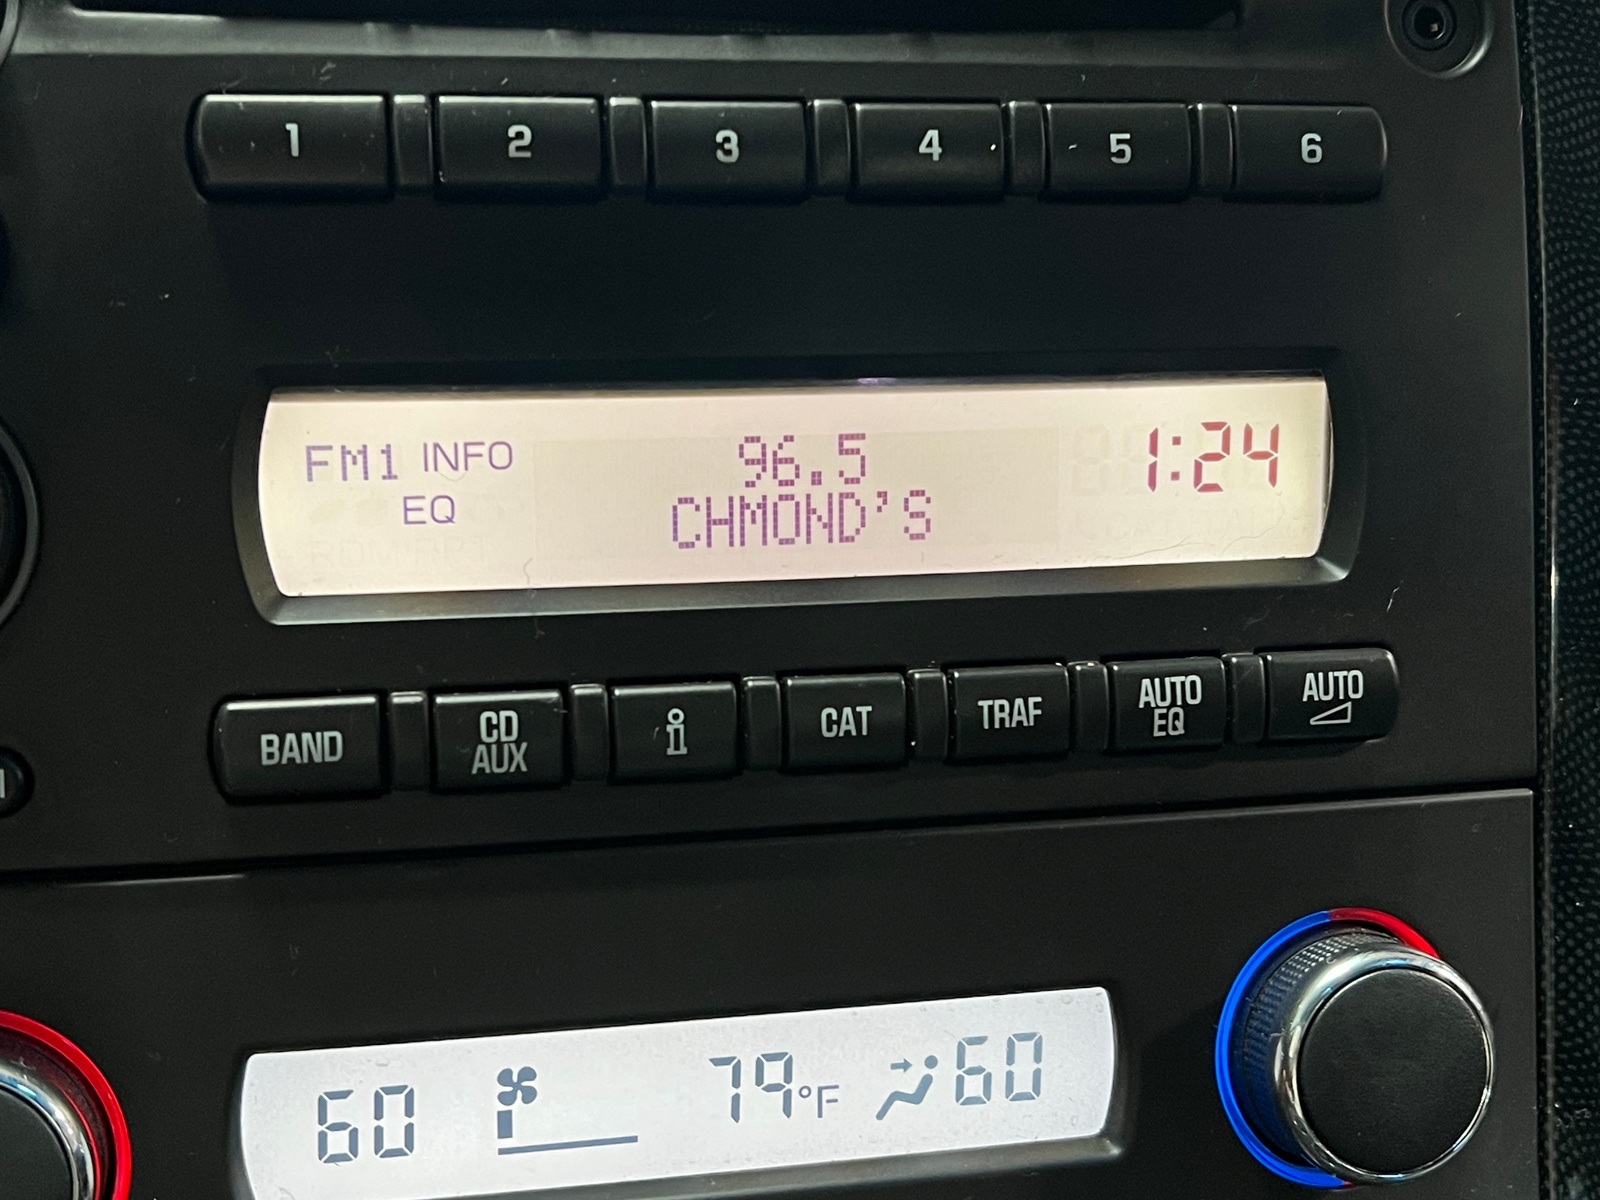 1 2 3 4 5 6
FM1 INFO 96.5 1:24
EQ CHMOND'S
BAND CD AUX i CAT TRAF AUTO EQ AUTO
60 79°F 60